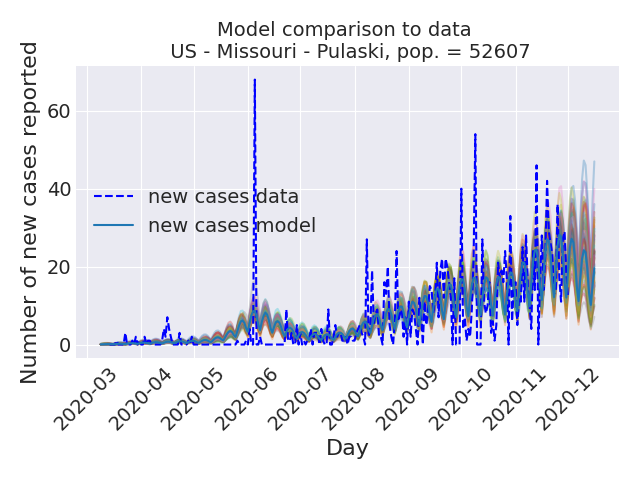 Model comparison to data
US - Missouri - Pulaski, pop. = 52607
Number of new cases reported
60
40
20
0
new cases data
new cases model
2020-03
2020-04
2020-05
2020-06
2020-07
2020-08
2020-09
2020-10
2020-11
2020-12
Day